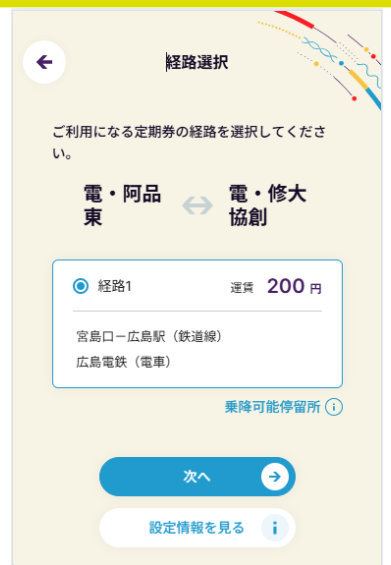 経路選択
ご利用になる定期券の経路を選択してくださ
い。
電・阿品 電・修大
東 協創
経路1 運賃 200 円
宮島口ー広島駅（鉄道線）
広島電鉄（電車）
乗降可能停留所 i
次へ
設定情報を見る i